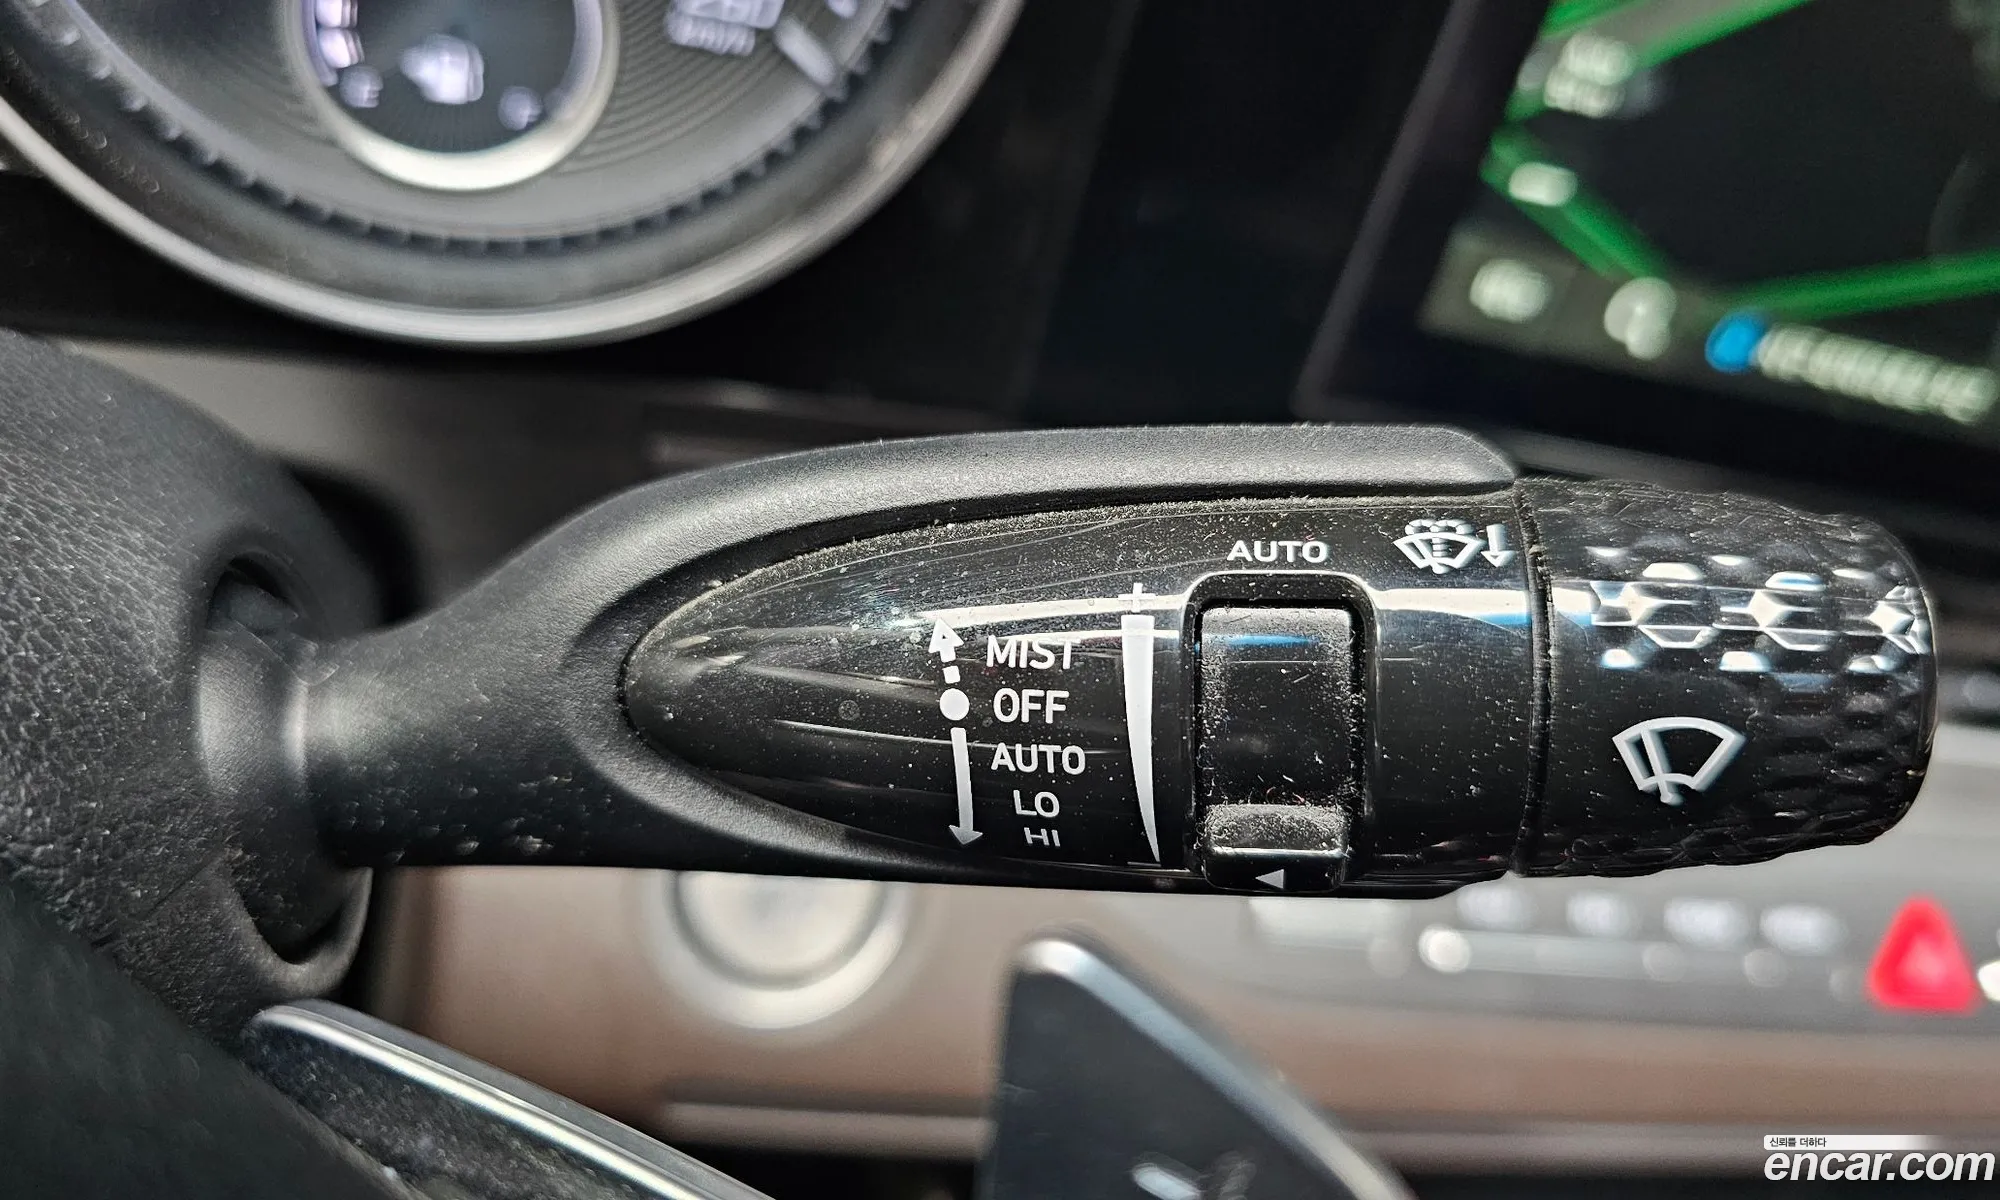 AUTO
MIST
OFF
AUTO
LO
HI
신뢰를 더하다
encar.com